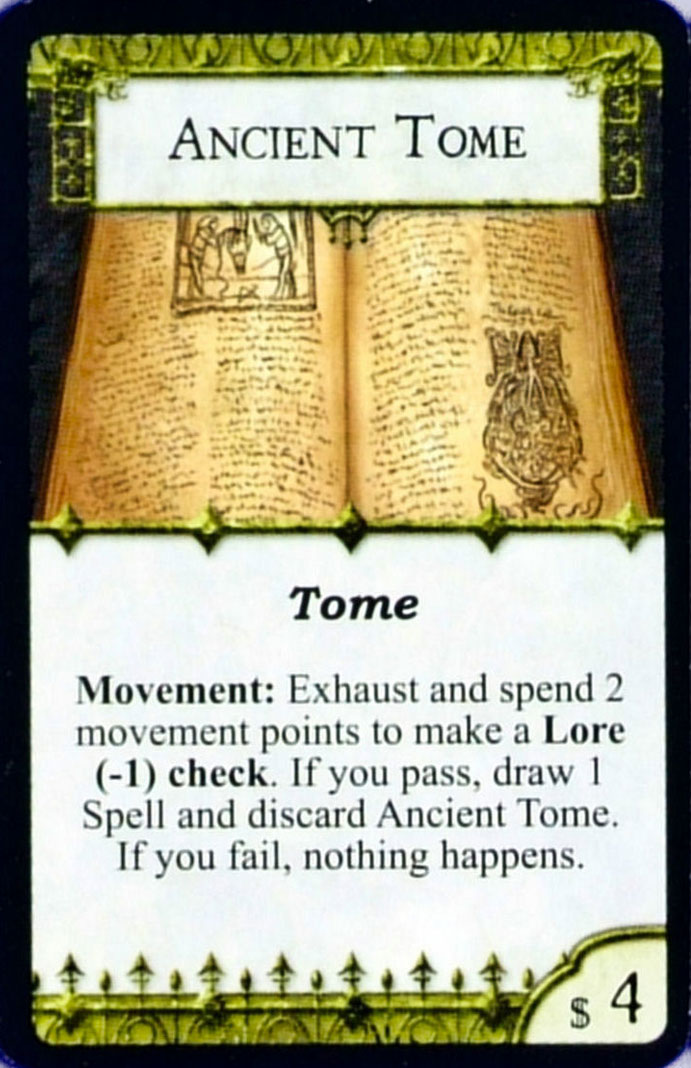 Ancient Tome
Tome
Movement: Exhaust and spend 2
movement points to make a Lore
(-1) check. If you pass, draw 1
Spell and discard Ancient Tome.
If you fail, nothing happens.
$ 4